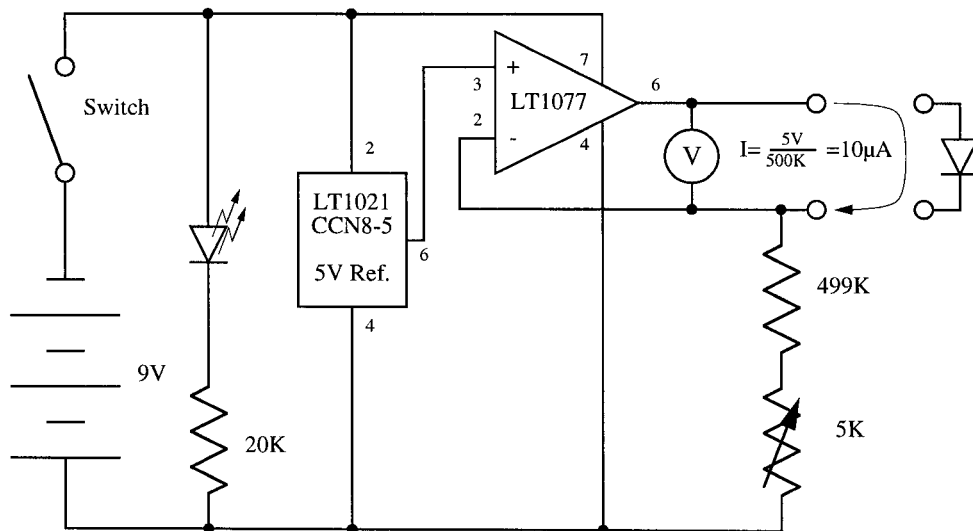 Switch
9V
20K
2
LT1021
CCN8-5
5V Ref.
6
4
3
+
2
-
LT1077
7
4
6
V
I= 5V/500K =10µA
499K
5K